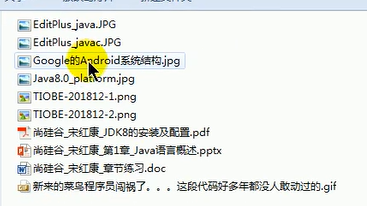 EditPlus_java.JPG
EditPlus_javac.JPG
Google的Android系统结构.jpg
Java8.0_platform.jpg
TIOBE-201812-1.png
TIOBE-201812-2.png
尚硅谷_宋红康_JDK8的安装及配置.pdf
尚硅谷_宋红康_第1章_Java语言概述.pptx
尚硅谷_宋红康_章节练习.doc
新来的菜鸟程序员闯祸了。。。这段代码好多年都没人敢动过的.gif